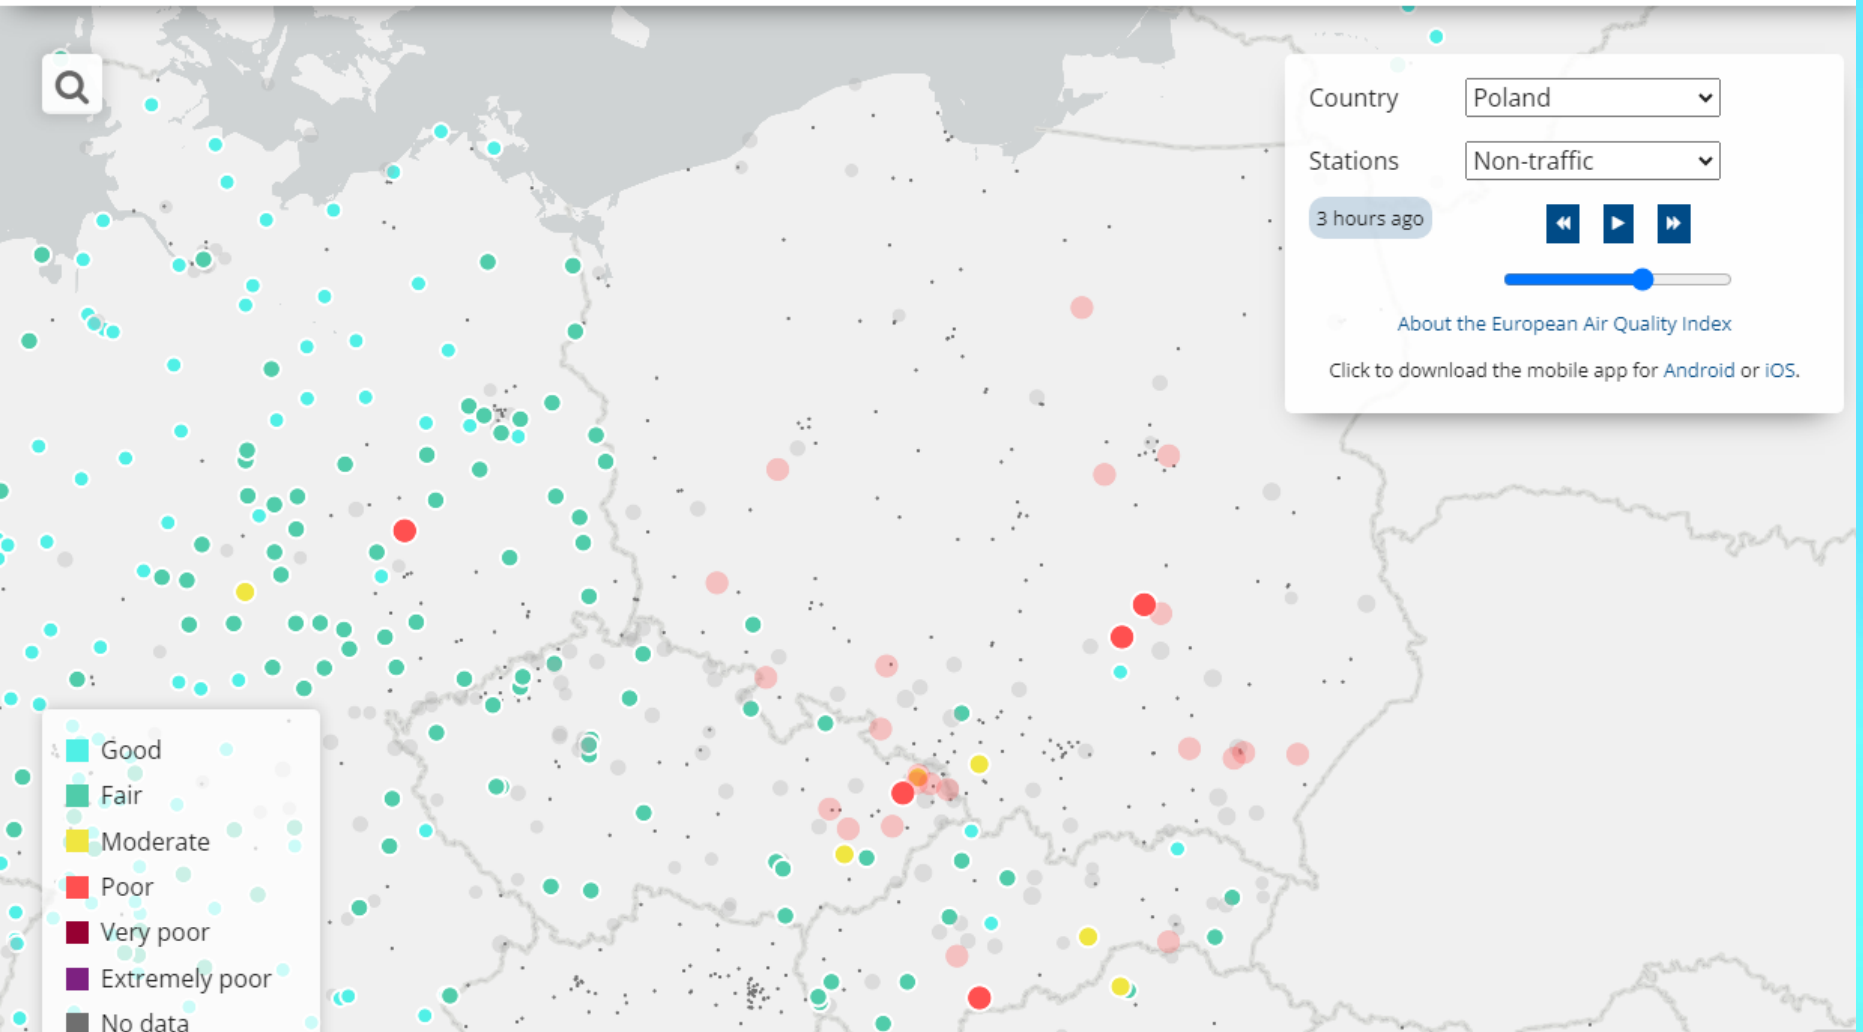 Country Poland
Stations Non-traffic
3 hours ago
About the European Air Quality Index
Click to download the mobile app for Android or iOS.
Good
Fair
Moderate
Poor
Very poor
Extremely poor
No data